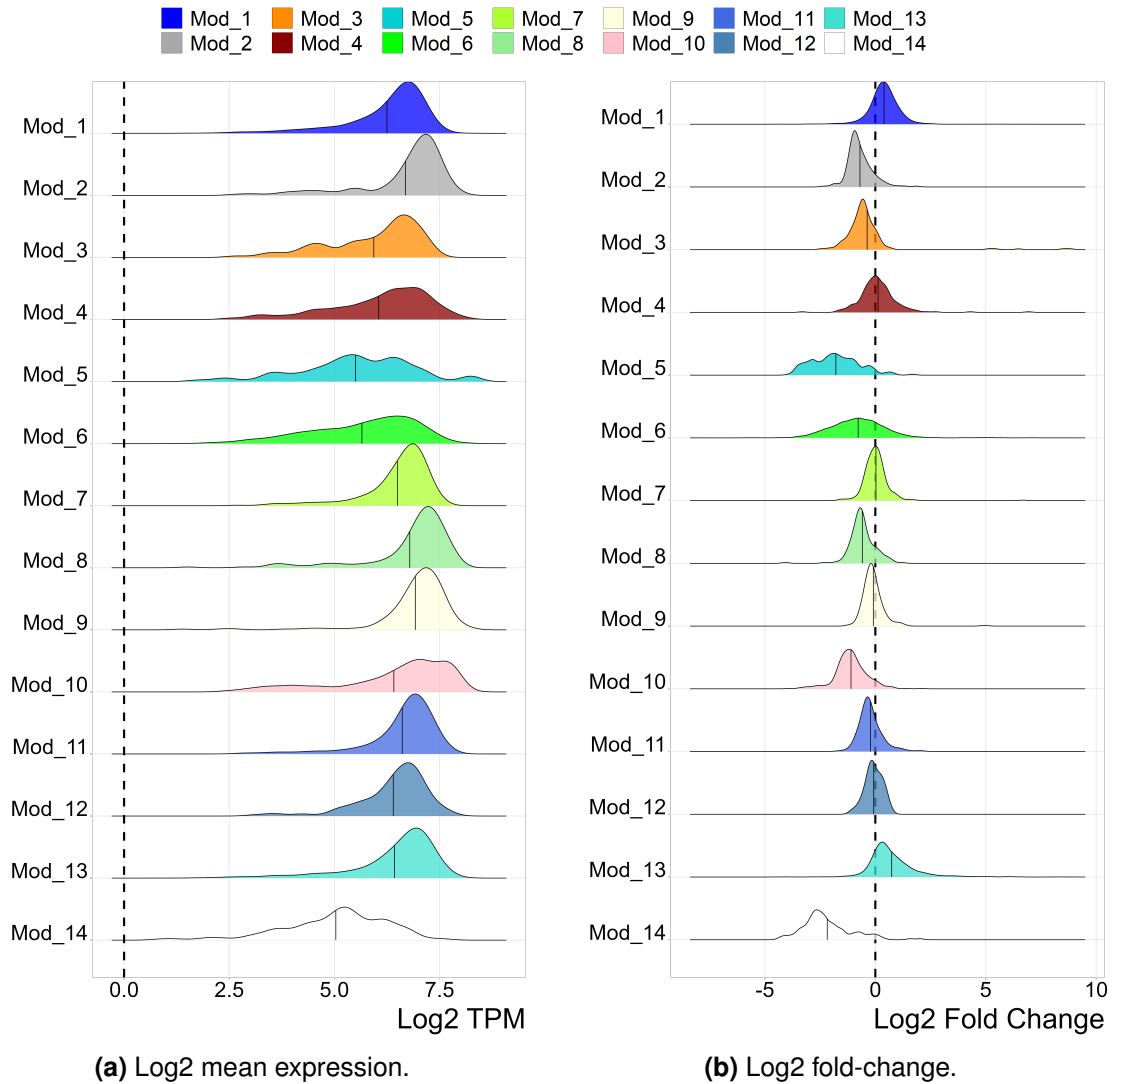 Mod_1 Mod_3 Mod_5 Mod_7 Mod_9 Mod_11 Mod_13
Mod_2 Mod_4 Mod_6 Mod_8 Mod_10 Mod_12 Mod_14
Mod_1
Mod_2
Mod_3
Mod_4
Mod_5
Mod_6
Mod_7
Mod_8
Mod_9
Mod_10
Mod_11
Mod_12
Mod_13
Mod_14
0.0 2.5 5.0 7.5
Log2 TPM
(a) Log2 mean expression.
Mod_1
Mod_2
Mod_3
Mod_4
Mod_5
Mod_6
Mod_7
Mod_8
Mod_9
Mod_10
Mod_11
Mod_12
Mod_13
Mod_14
-5 0 5 10
Log2 Fold Change
(b) Log2 fold-change.